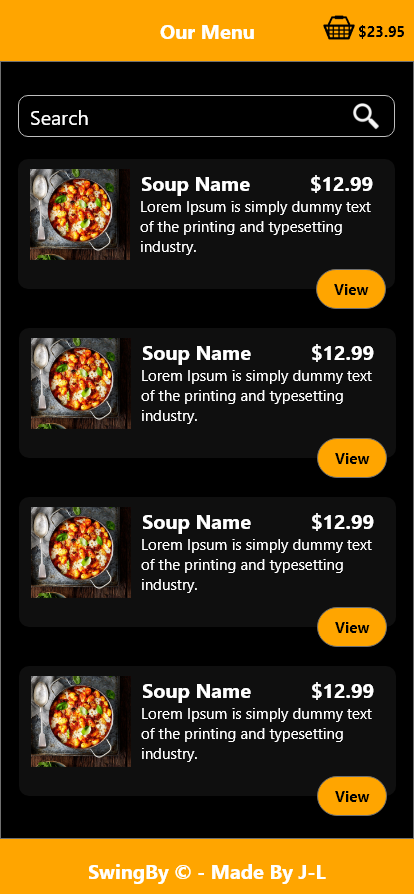 Our Menu
$23.95
Search
Soup Name $12.99
Lorem Ipsum is simply dummy text
of the printing and typesetting
industry.
View
Soup Name $12.99
Lorem Ipsum is simply dummy text
of the printing and typesetting
industry.
View
Soup Name $12.99
Lorem Ipsum is simply dummy text
of the printing and typesetting
industry.
View
Soup Name $12.99
Lorem Ipsum is simply dummy text
of the printing and typesetting
industry.
View
SwingBy © - Made By J-L